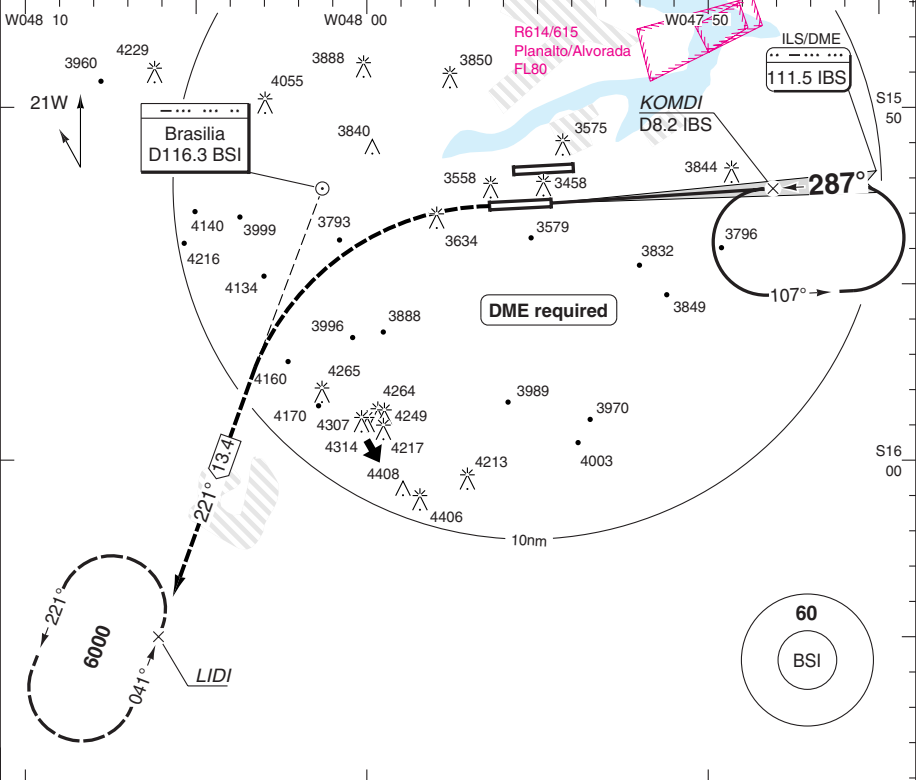 W048 10
W048 00
W047 50
R614/615
Planalto/Alvorada
FL80
ILS/DME
111.5 IBS
3960
4229
4055
3888
3850
21W
Brasilia
D116.3 BSI
3840
3575
KOMDI
D8.2 IBS
S15
50
3558
3458
3844
287°
4140
3999
4216
4134
3793
3634
3579
3832
3796
3849
107°
DME required
3996
3888
4160
4265
4170
4264
4307
4249
4314
4217
4408
4213
4406
3989
3970
4003
S16
00
13.4
221°
10nm
221°
6000
041°
LIDI
60
BSI